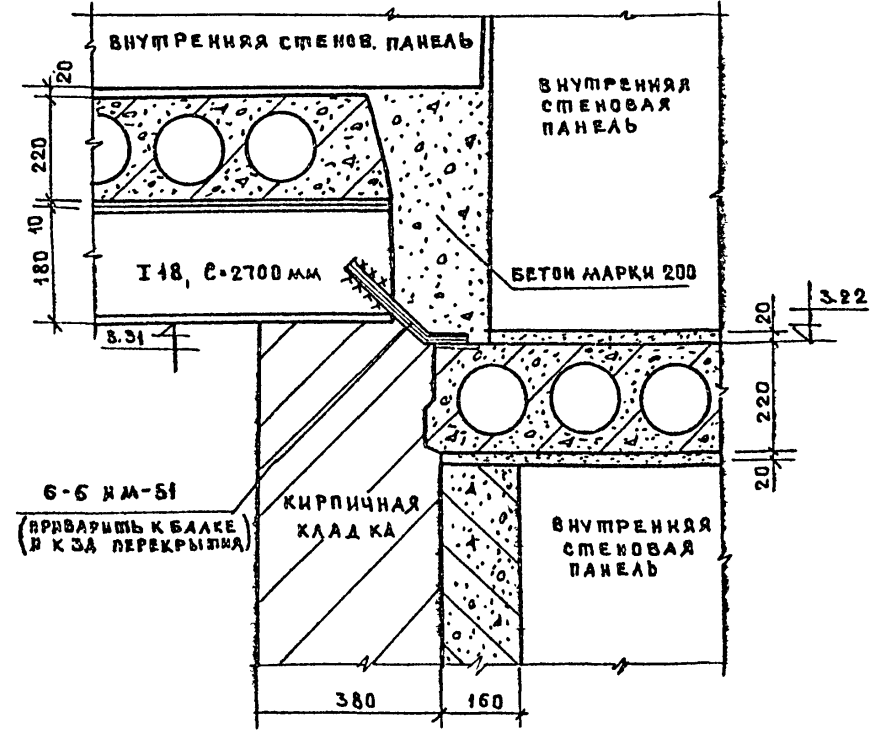 ВНУТРЕННЯЯ СТЕНОВ. ПАНЕЛЬ
20
ВНУТРЕННЯЯ
СТЕНОВАЯ
ПАНЕЛЬ
220
10
180
I 18, ℓ=2700 мм
БЕТОН МАРКИ 200
20
3.22
3.31
220
20
6-6 НМ-51
(ПРИВАРИТЬ К БАЛКЕ
И К ЗД ПЕРЕКРЫТИЯ)
КИРПИЧНАЯ
КЛАДКА
ВНУТРЕННЯЯ
СТЕНОВАЯ
ПАНЕЛЬ
380
160